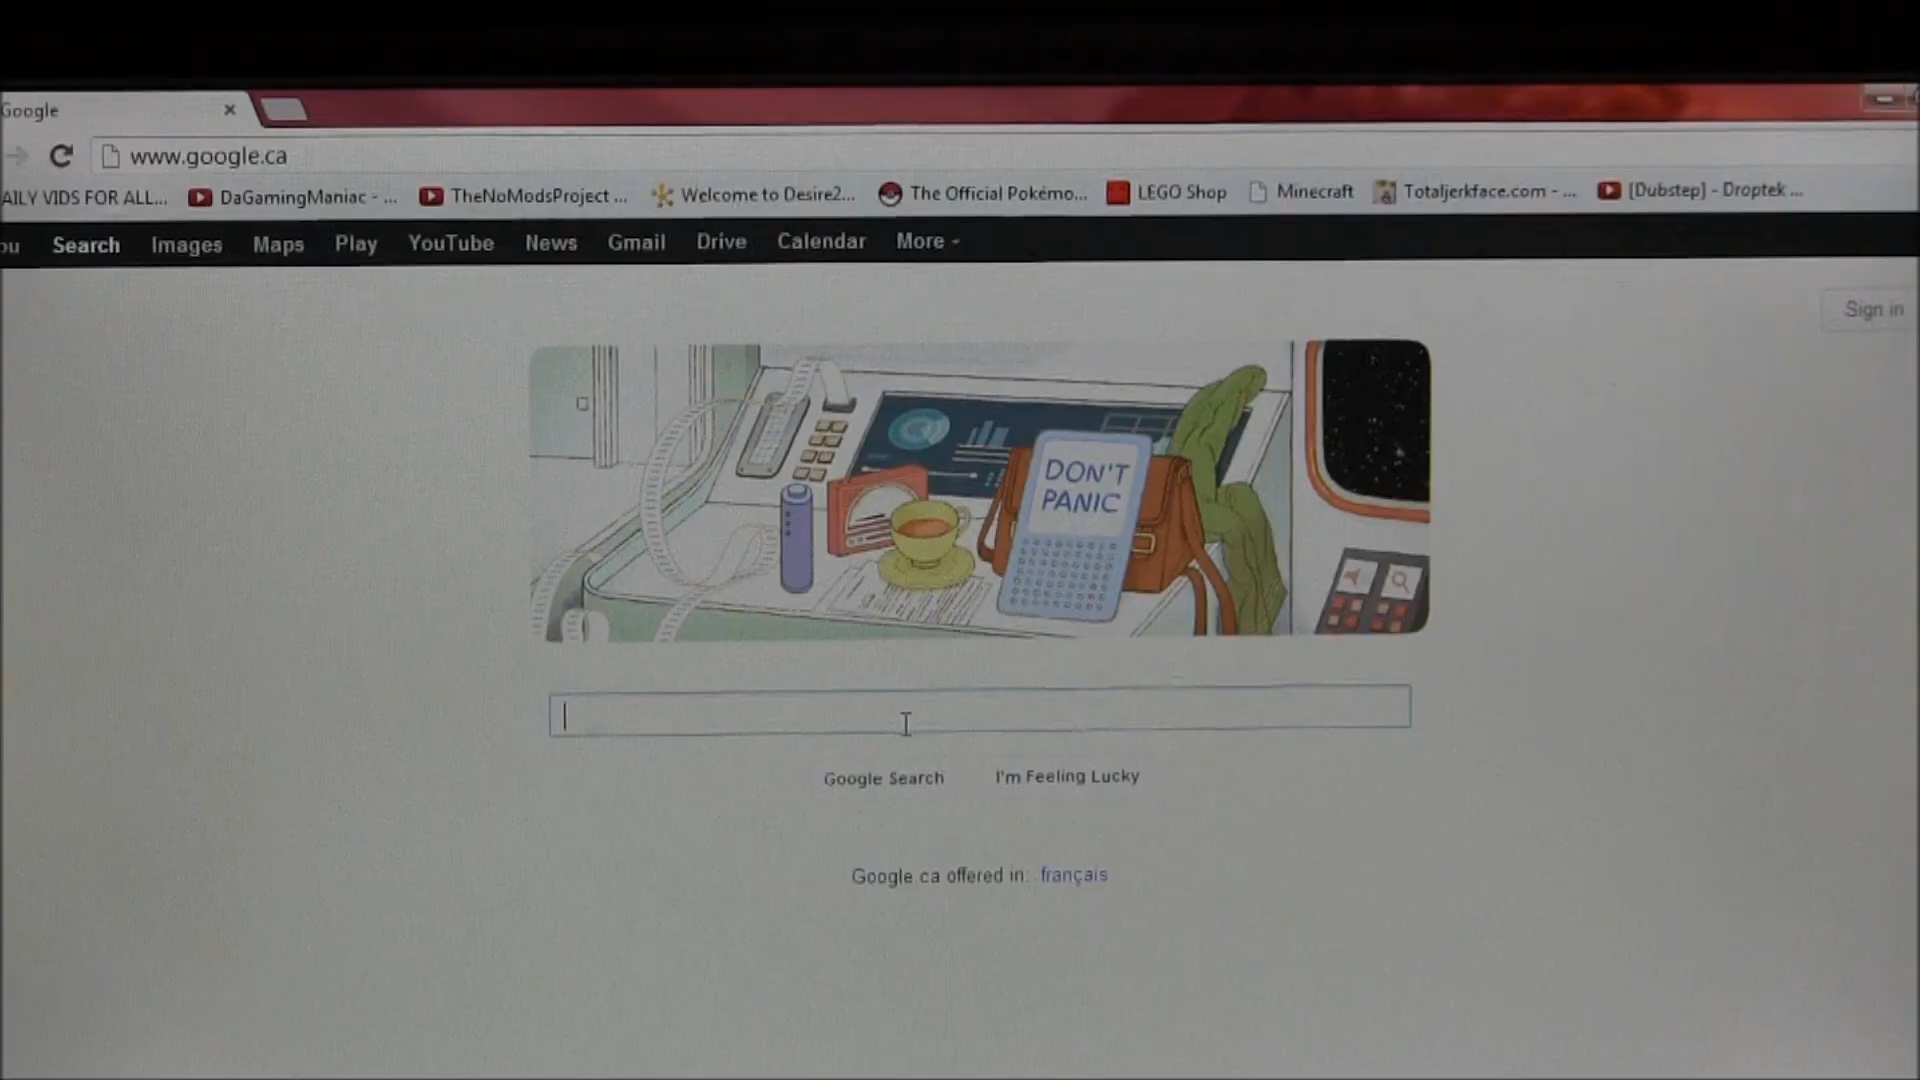 Google
www.google.ca
AILY VIDS FOR ALL... DaGamingManiac - ... TheNoModsProject ... Welcome to Desire2... The Official Pokémo... LEGO Shop Minecraft Totaljerkface.com - ... [Dubstep] - Droptek ...
ou Search Images Maps Play YouTube News Gmail Drive Calendar More
Sign in
DON'T
PANIC
Google Search I'm Feeling Lucky
Google.ca offered in: français